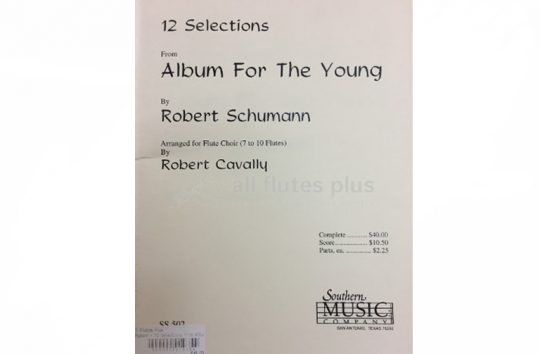 12 Selections
From
Album For The Young
By
Robert Schumann
Arranged for Flute Choir (7 to 10 Flutes)
By
Robert Cavally
all flutes plus
Complete ............. $40.00
Score .................... $10.50
Parts, ea. ............. $2.25
Southern
MUSIC
COMPANY
SAN ANTONIO, TEXAS 78292
SS 502